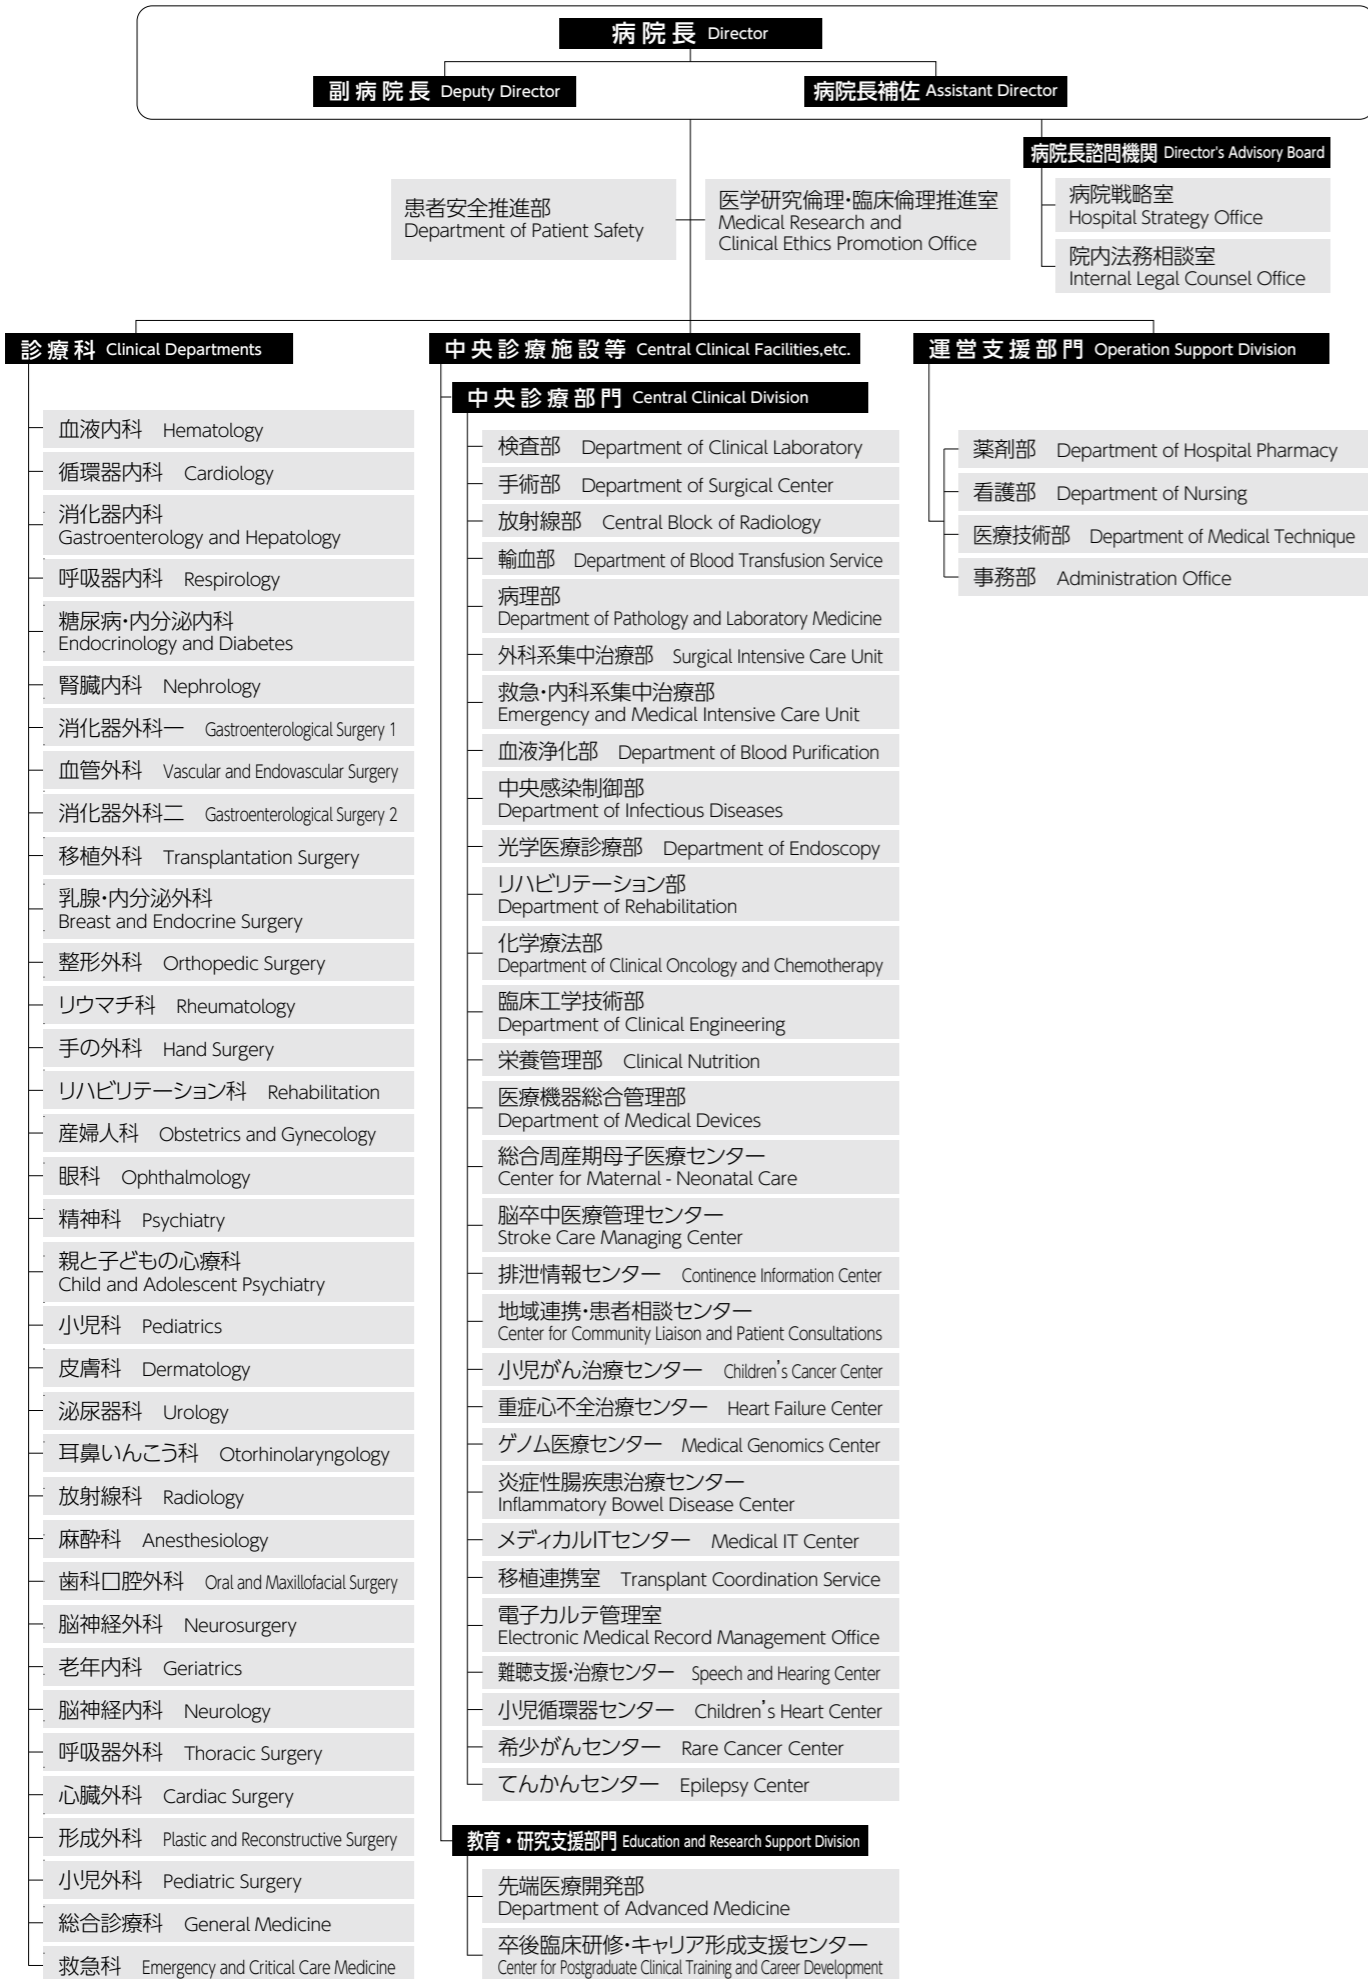 病院長 Director
副病院長 Deputy Director
病院長補佐 Assistant Director
病院長諮問機関 Director's Advisory Board
病院戦略室
Hospital Strategy Office
院内法務相談室
Internal Legal Counsel Office
患者安全推進部
Department of Patient Safety
医学研究倫理・臨床倫理推進室
Medical Research and
Clinical Ethics Promotion Office
診療科 Clinical Departments
血液内科 Hematology
循環器内科 Cardiology
消化器内科
Gastroenterology and Hepatology
呼吸器内科 Respirology
糖尿病・内分泌内科
Endocrinology and Diabetes
腎臓内科 Nephrology
消化器外科一 Gastroenterological Surgery 1
血管外科 Vascular and Endovascular Surgery
消化器外科二 Gastroenterological Surgery 2
移植外科 Transplantation Surgery
乳腺・内分泌外科
Breast and Endocrine Surgery
整形外科 Orthopedic Surgery
リウマチ科 Rheumatology
手の外科 Hand Surgery
リハビリテーション科 Rehabilitation
産婦人科 Obstetrics and Gynecology
眼科 Ophthalmology
精神科 Psychiatry
親と子どもの心療科
Child and Adolescent Psychiatry
小児科 Pediatrics
皮膚科 Dermatology
泌尿器科 Urology
耳鼻いんこう科 Otorhinolaryngology
放射線科 Radiology
麻酔科 Anesthesiology
歯科口腔外科 Oral and Maxillofacial Surgery
脳神経外科 Neurosurgery
老年内科 Geriatrics
脳神経内科 Neurology
呼吸器外科 Thoracic Surgery
心臓外科 Cardiac Surgery
形成外科 Plastic and Reconstructive Surgery
小児外科 Pediatric Surgery
総合診療科 General Medicine
救急科 Emergency and Critical Care Medicine
中央診療施設等 Central Clinical Facilities,etc.
中央診療部門 Central Clinical Division
検査部 Department of Clinical Laboratory
手術部 Department of Surgical Center
放射線部 Central Block of Radiology
輸血部 Department of Blood Transfusion Service
病理部
Department of Pathology and Laboratory Medicine
外科系集中治療部 Surgical Intensive Care Unit
救急・内科系集中治療部
Emergency and Medical Intensive Care Unit
血液浄化部 Department of Blood Purification
中央感染制御部
Department of Infectious Diseases
光学医療診療部 Department of Endoscopy
リハビリテーション部
Department of Rehabilitation
化学療法部
Department of Clinical Oncology and Chemotherapy
臨床工学技術部
Department of Clinical Engineering
栄養管理部 Clinical Nutrition
医療機器総合管理部
Department of Medical Devices
総合周産期母子医療センター
Center for Maternal - Neonatal Care
脳卒中医療管理センター
Stroke Care Managing Center
排泄情報センター Continence Information Center
地域連携・患者相談センター
Center for Community Liaison and Patient Consultations
小児がん治療センター Children's Cancer Center
重症心不全治療センター Heart Failure Center
ゲノム医療センター Medical Genomics Center
炎症性腸疾患治療センター
Inflammatory Bowel Disease Center
メディカルITセンター Medical IT Center
移植連携室 Transplant Coordination Service
電子カルテ管理室
Electronic Medical Record Management Office
難聴支援・治療センター Speech and Hearing Center
小児循環器センター Children's Heart Center
希少がんセンター Rare Cancer Center
てんかんセンター Epilepsy Center
教育・研究支援部門 Education and Research Support Division
先端医療開発部
Department of Advanced Medicine
卒後臨床研修・キャリア形成支援センター
Center for Postgraduate Clinical Training and Career Development
運営支援部門 Operation Support Division
薬剤部 Department of Hospital Pharmacy
看護部 Department of Nursing
医療技術部 Department of Medical Technique
事務部 Administration Office